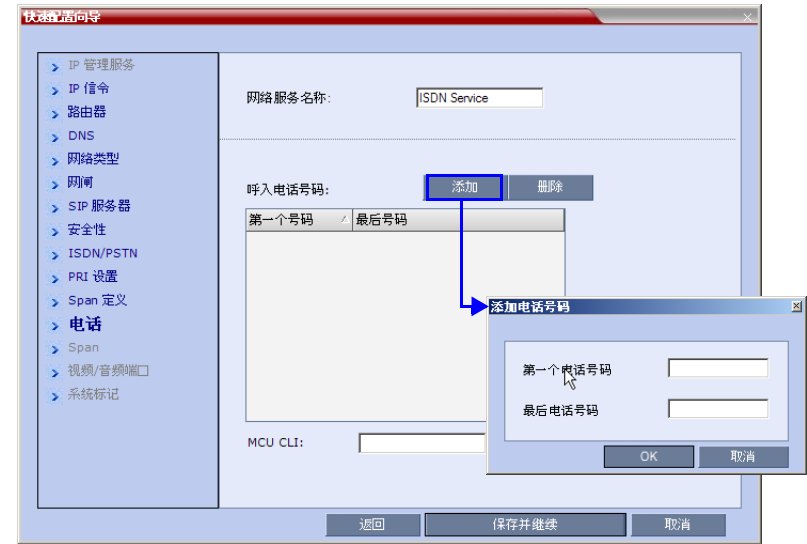 快速配置向导
IP 管理服务
IP 信令
路由器
DNS
网络类型
网闸
SIP 服务器
安全性
ISDN/PSTN
PRI 设置
Span 定义
电话
Span
视频/音频端口
系统标记
网络服务名称:
ISDN Service
呼入电话号码:
添加
删除
第一个号码
最后号码
MCU CLI:
添加电话号码
第一个电话号码
最后电话号码
OK
取消
返回
保存并继续
取消